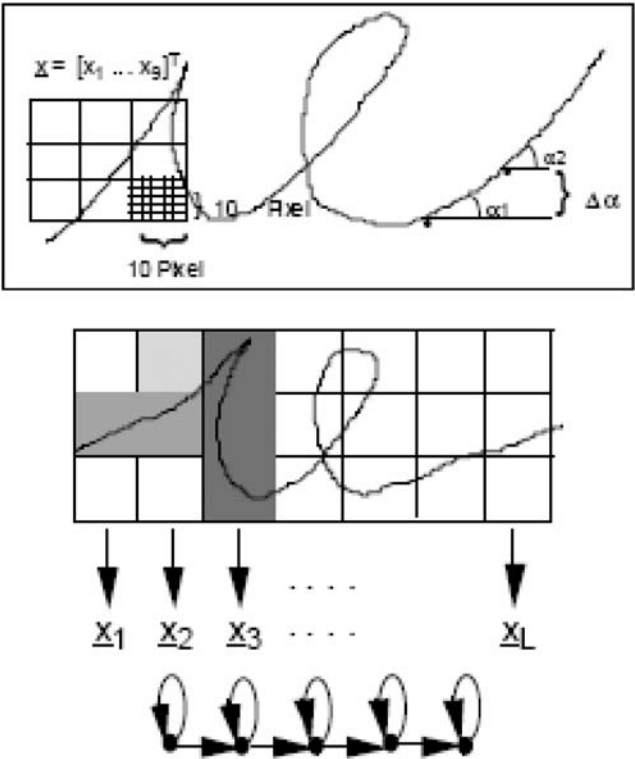 x = [x1 ... x9]T
α2
10 Pixel
α1
Δα
10 Pixel
. . . .
x1 x2 x3 . . . . xL